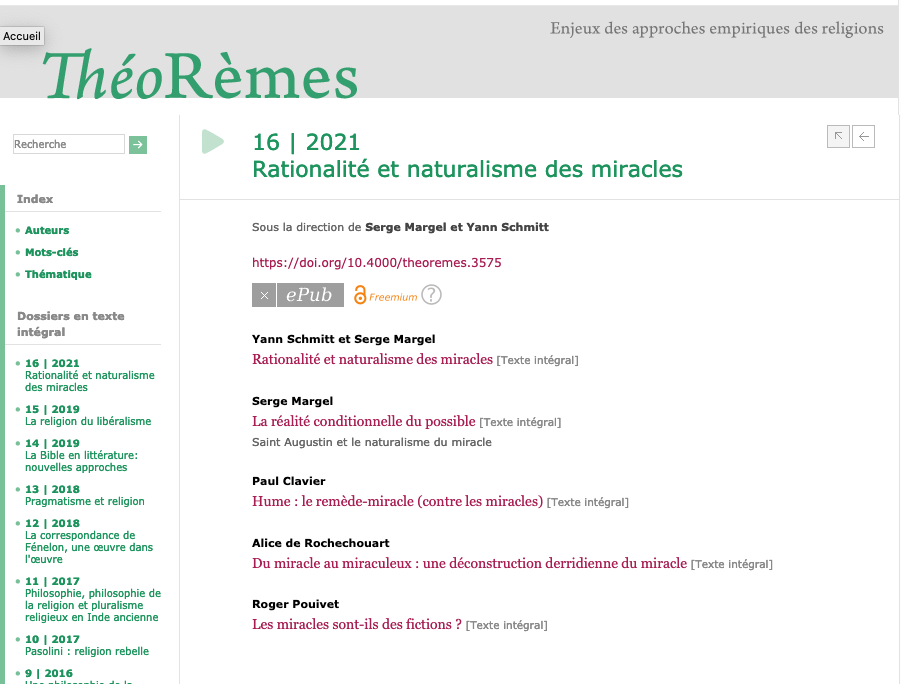 Enjeux des approches empiriques des religions
Accueil
ThéoRèmes
Recherche
Index
Auteurs
Mots-clés
Thématique
Dossiers en texte
intégral
16 | 2021
Rationalité et naturalisme
des miracles
15 | 2019
La religion du libéralisme
14 | 2019
La Bible en littérature:
nouvelles approches
13 | 2018
Pragmatisme et religion
12 | 2018
La correspondance de
Fénelon, une œuvre dans
l'œuvre
11 | 2017
Philosophie, philosophie de
la religion et pluralisme
religieux en Inde ancienne
10 | 2017
Pasolini : religion rebelle
9 | 2016
16 | 2021
Rationalité et naturalisme des miracles
Sous la direction de Serge Margel et Yann Schmitt
https://doi.org/10.4000/theoremes.3575
ePub Freemium ?
Yann Schmitt et Serge Margel
Rationalité et naturalisme des miracles [Texte intégral]
Serge Margel
La réalité conditionnelle du possible [Texte intégral]
Saint Augustin et le naturalisme du miracle
Paul Clavier
Hume : le remède-miracle (contre les miracles) [Texte intégral]
Alice de Rochechouart
Du miracle au miraculeux : une déconstruction derridienne du miracle [Texte intégral]
Roger Pouivet
Les miracles sont-ils des fictions ? [Texte intégral]